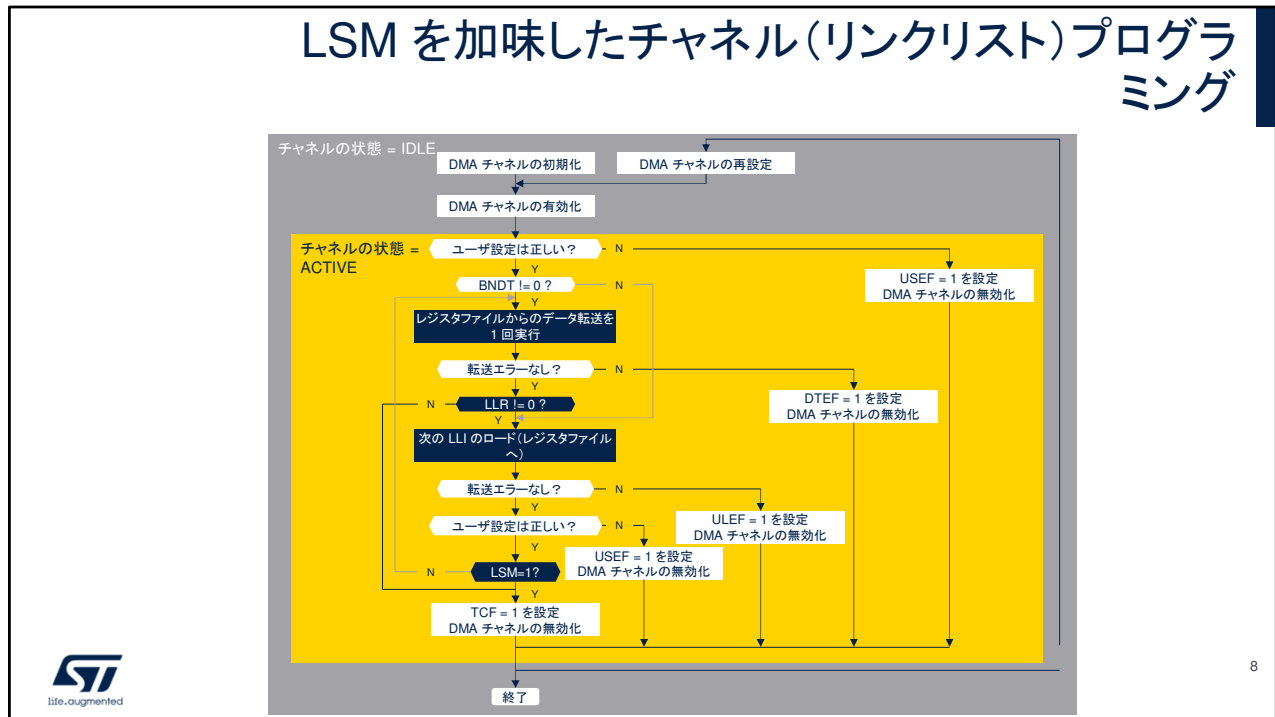 LSM を加味したチャネル（リンクリスト）プログラ
ミング
チャネルの状態 = IDLE
DMA チャネルの初期化
DMA チャネルの再設定
DMA チャネルの有効化
チャネルの状態 =
ACTIVE
ユーザ設定は正しい？
N
Y
USEF = 1 を設定
DMA チャネルの無効化
BNDT != 0 ?
N
Y
レジスタファイルからのデータ転送を
1 回実行
転送エラーなし？
N
Y
DTEF = 1 を設定
DMA チャネルの無効化
N
LLR != 0 ?
Y
次の LLI のロード（レジスタファイル
へ）
転送エラーなし？
N
Y
ULEF = 1 を設定
DMA チャネルの無効化
ユーザ設定は正しい？
N
Y
USEF = 1 を設定
DMA チャネルの無効化
N
LSM=1?
Y
TCF = 1 を設定
DMA チャネルの無効化
終了
ST
life.augmented
8